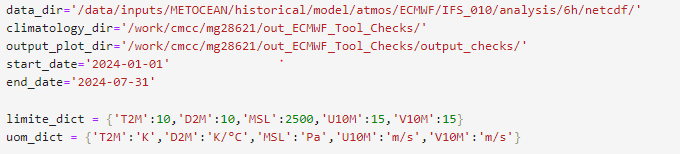 data_dir='/data/inputs/METOCEAN/historical/model/atmos/ECMWF/IFS_010/analysis/6h/netcdf/'
climatology_dir='/work/cmcc/mg28621/out_ECMWF_Tool_Checks/'
output_plot_dir='/work/cmcc/mg28621/out_ECMWF_Tool_Checks/output_checks/'
start_date='2024-01-01'
end_date='2024-07-31'
limite_dict = {'T2M':10,'D2M':10,'MSL':2500,'U10M':15,'V10M':15}
uom_dict = {'T2M':'K','D2M':'K/°C','MSL':'Pa','U10M':'m/s','V10M':'m/s'}